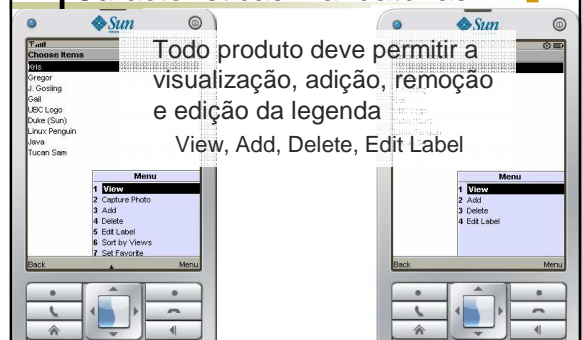 Sun
Sun
Todo produto deve permitir a
visualização, adição, remoção
e edição da legenda
View, Add, Delete, Edit Label
Choose Items
Kris
Gregor
J. Gosling
Gail
UBC Logo
Duke (Sun)
Linux Penguin
Java
Tucan Sam
Menu
1 View
2 Capture Photo
3 Add
4 Delete
5 Edit Label
6 Sort by Views
7 Set Favorite
Back
Menu
Menu
1 View
2 Add
3 Delete
4 Edit Label
Back
Menu